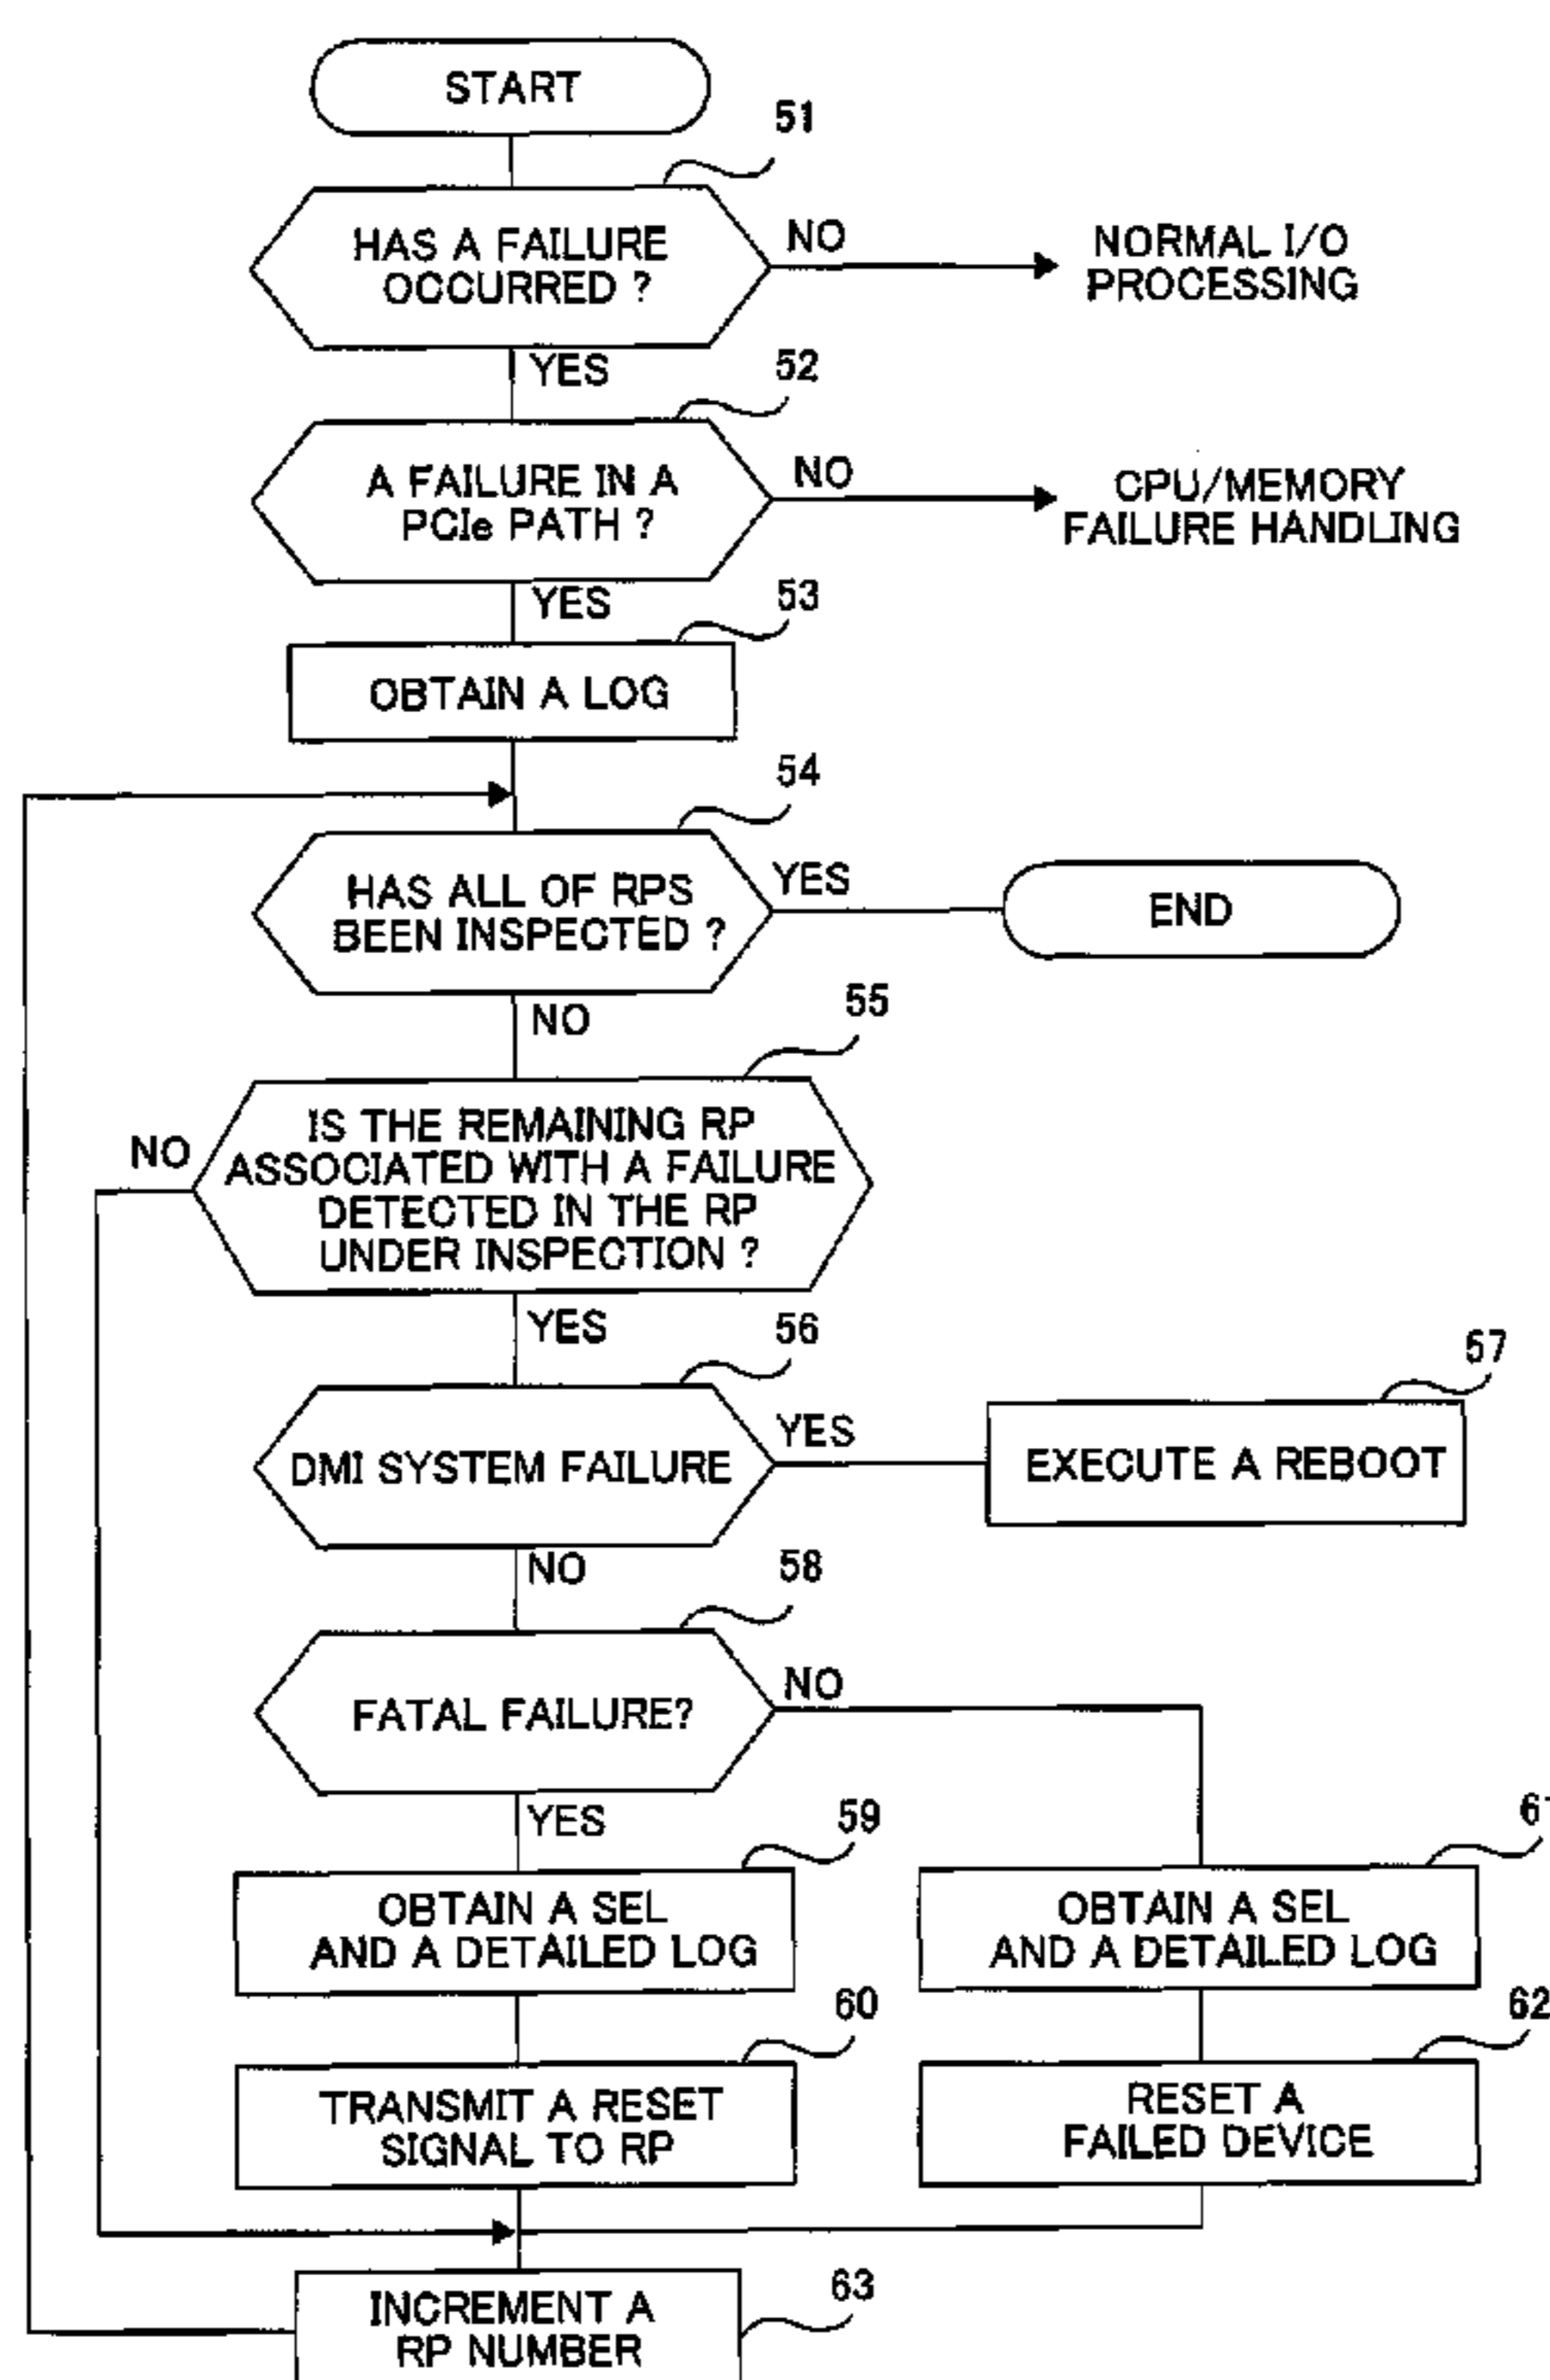 START
51
HAS A FAILURE
OCCURRED ?
NO
NORMAL I/O
PROCESSING
YES
52
A FAILURE IN A
PCIe PATH ?
NO
CPU/MEMORY
FAILURE HANDLING
YES
53
OBTAIN A LOG
54
HAS ALL OF RPS
BEEN INSPECTED ?
YES
END
NO
55
IS THE REMAINING RP
ASSOCIATED WITH A FAILURE
DETECTED IN THE RP
UNDER INSPECTION ?
NO
YES
56
DMI SYSTEM FAILURE
YES
57
EXECUTE A REBOOT
NO
58
FATAL FAILURE?
NO
YES
59
OBTAIN A SEL
AND A DETAILED LOG
61
OBTAIN A SEL
AND A DETAILED LOG
60
TRANSMIT A RESET
SIGNAL TO RP
62
RESET A
FAILED DEVICE
63
INCREMENT A
RP NUMBER